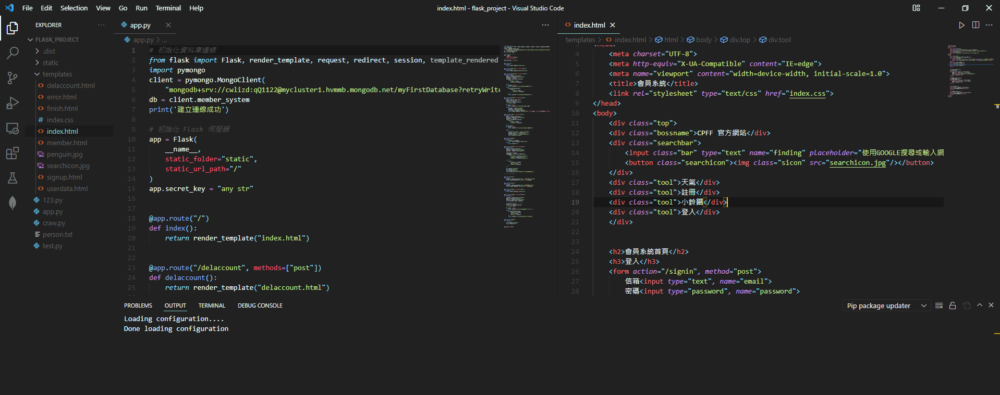 File Edit Selection View Go Run Terminal Help
index.html - flask_project - Visual Studio Code
EXPLORER
FLASK_PROJECT
.dist
static
templates
delaccount.html
error.html
finish.html
index.css
index.html
member.html
penguin.jpg
searchicon.jpg
signup.html
userdata.html
123.py
app.py
craw.py
person.txt
test.py
app.py
app.py > ...
1 # 初始化資料庫連線
2 from flask import Flask, render_template, request, redirect, session, template_rendered
3 import pymongo
4 client = pymongo.MongoClient(
5 "mongodb+srv://cwlizd:qQ1122@mycluster1.hvmmb.mongodb.net/myFirstDatabase?retryWrite
6 db = client.member_system
7 print('建立連線成功')
8
9 # 初始化 Flask 伺服器
10 app = Flask(
11 __name__,
12 static_folder="static",
13 static_url_path="/"
14 )
15 app.secret_key = "any str"
16
17
18 @app.route("/")
19 def index():
20 return render_template("index.html")
21
22
23 @app.route("/delaccount", methods=["post"])
24 def delaccount():
25 return render_template("delaccount.html")
index.html
templates > index.html > html > body > div.top > div.tool
<head>
4 <meta charset="UTF-8">
5 <meta http-equiv="X-UA-Compatible" content="IE=edge">
6 <meta name="viewport" content="width=device-width, initial-scale=1.0">
7 <title>會員系統</title>
8 <link rel="stylesheet" type="text/css" href="index.css">
9 </head>
10 <body>
11 <div class="top">
12 <div class="bossname">CPFF 官方網站</div>
13 <div class="searchbar">
14 <input class="bar" type="text" name="finding" placeholder="使用GOOGLE搜尋或輸入網
15 <button class="searchicon"><img class="sicon" src="searchicon.jpg"/></button>
16 </div>
17 <div class="tool">天氣</div>
18 <div class="tool">註冊</div>
19 <div class="tool">小鈴鐺</div>
20 <div class="tool">登入</div>
21 </div>
22
23
24 <h2>會員系統首頁</h2>
25 <h3>登入</h3>
26 <form action="/signin", method="post">
27 信箱<input type="text", name="email">
28 密碼<input type="password", name="password">
PROBLEMS OUTPUT TERMINAL DEBUG CONSOLE
Pip package updater
Loading configuration....
Done loading configuration